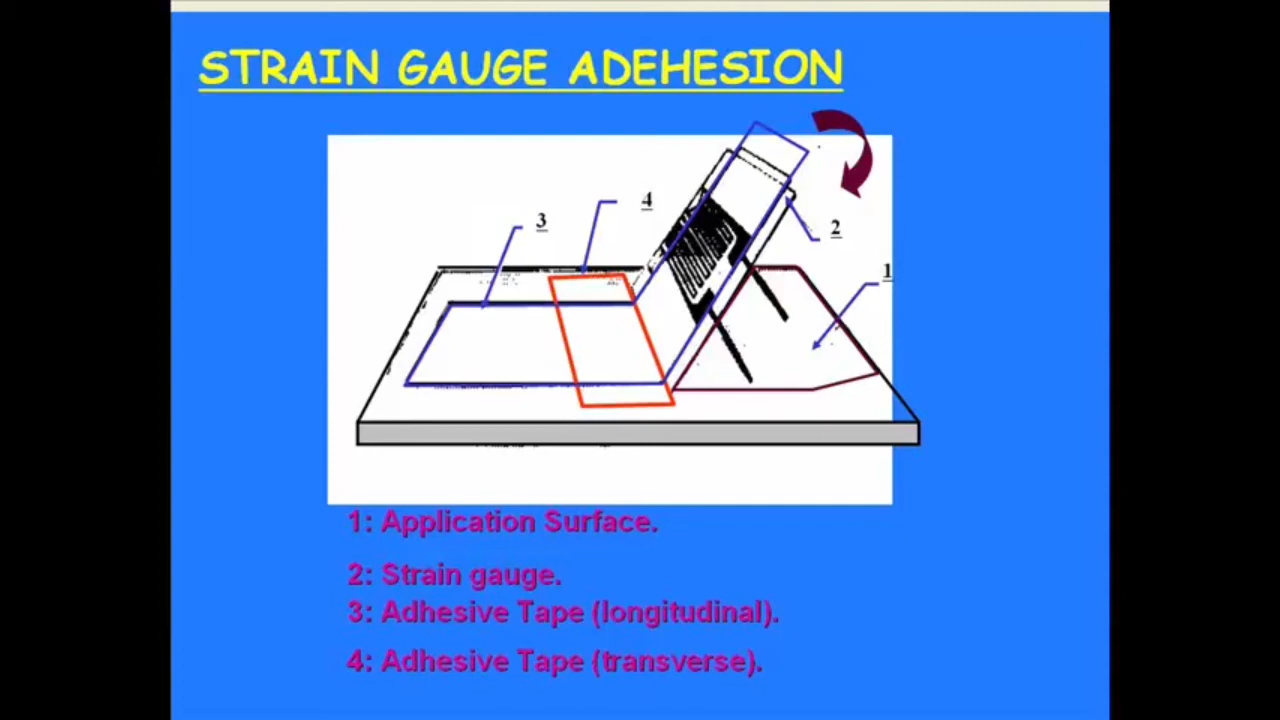 STRAIN GAUGE ADEHESION
4
3
2
1
1: Application Surface.
2: Strain gauge.
3: Adhesive Tape (longitudinal).
4: Adhesive Tape (transverse).